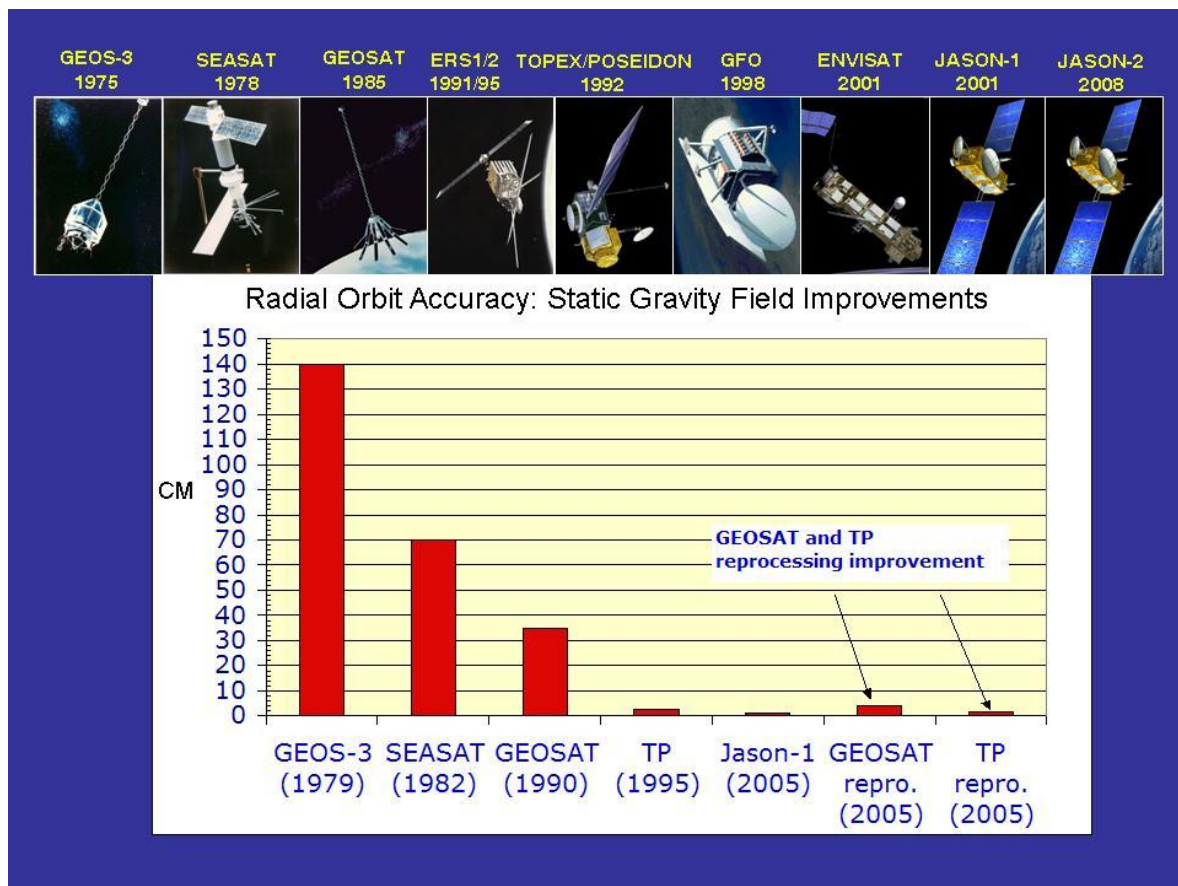 GEOS-3
1975
SEASAT
1978
GEOSAT
1985
ERS1/2
1991/95
TOPEX/POSEIDON
1992
GFO
1998
ENVISAT
2001
JASON-1
2001
JASON-2
2008
Radial Orbit Accuracy: Static Gravity Field Improvements
150
140
130
120
110
100
90
80
70
60
50
40
30
20
10
0
CM
GEOSAT and TP
reprocessing improvement
GEOS-3
(1979)
SEASAT
(1982)
GEOSAT
(1990)
TP
(1995)
Jason-1
(2005)
GEOSAT
repro.
(2005)
TP
repro.
(2005)